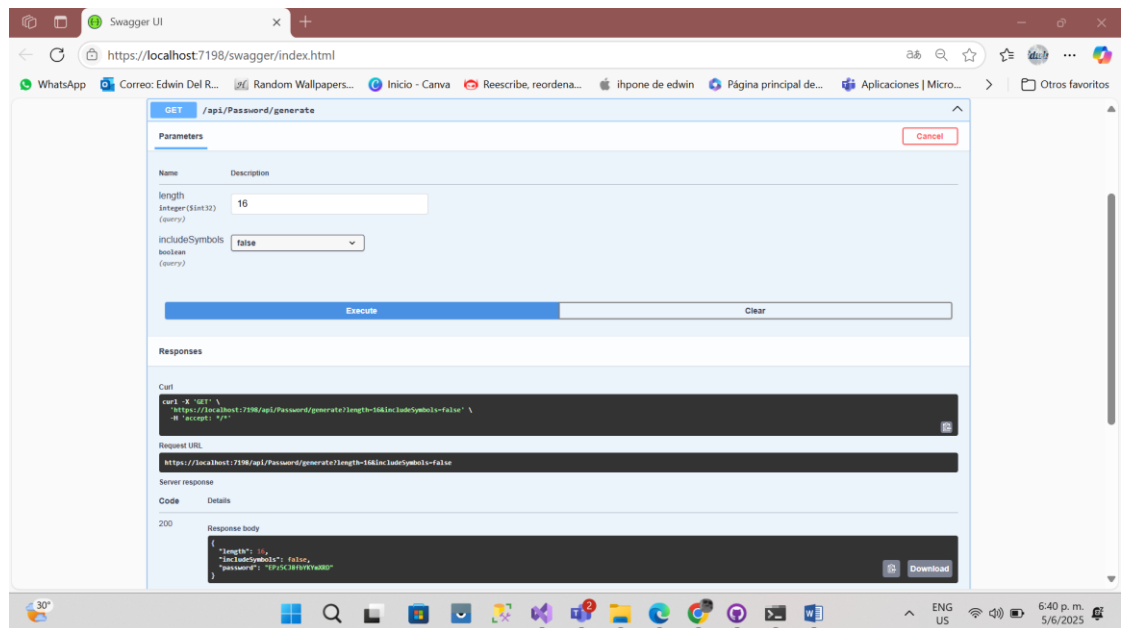 Swagger UI
https://localhost:7198/swagger/index.html
WhatsApp Correo: Edwin Del R... Random Wallpapers... Inicio - Canva Reescribe, reordena... ihpone de edwin Página principal de... Aplicaciones | Micro... Otros favoritos
GET /api/Password/generate
Parameters
Cancel
Name Description
length
integer($int32)
(query)
16
includeSymbols
boolean
(query)
false
Execute Clear
Responses
Curl
curl -X 'GET' \
'https://localhost:7198/api/Password/generate?length=16&includeSymbols=false' \
-H 'accept: */*'
Request URL
https://localhost:7198/api/Password/generate?length=16&includeSymbols=false
Server response
Code Details
200
Response body
{
"length": 16,
"includeSymbols": false,
"password":
}
Download
30°
2
ENG
US
6:40 p. m.
5/6/2025